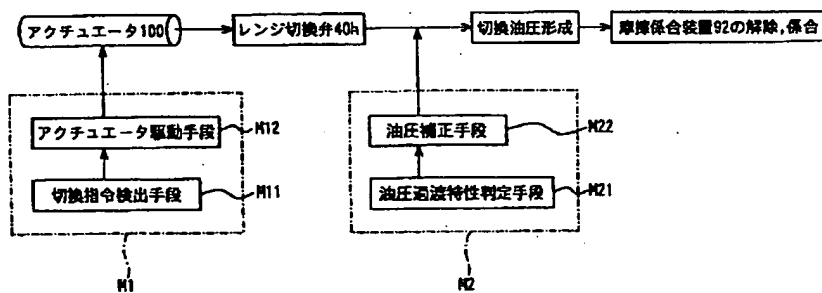 アクチュエータ100
レンジ切換弁40h
切換油圧形成
摩擦係合装置92の解除,係合
アクチュエータ駆動手段
M12
切換指令検出手段
M11
油圧補正手段
M22
油圧過渡特性判定手段
M21
M1
M2